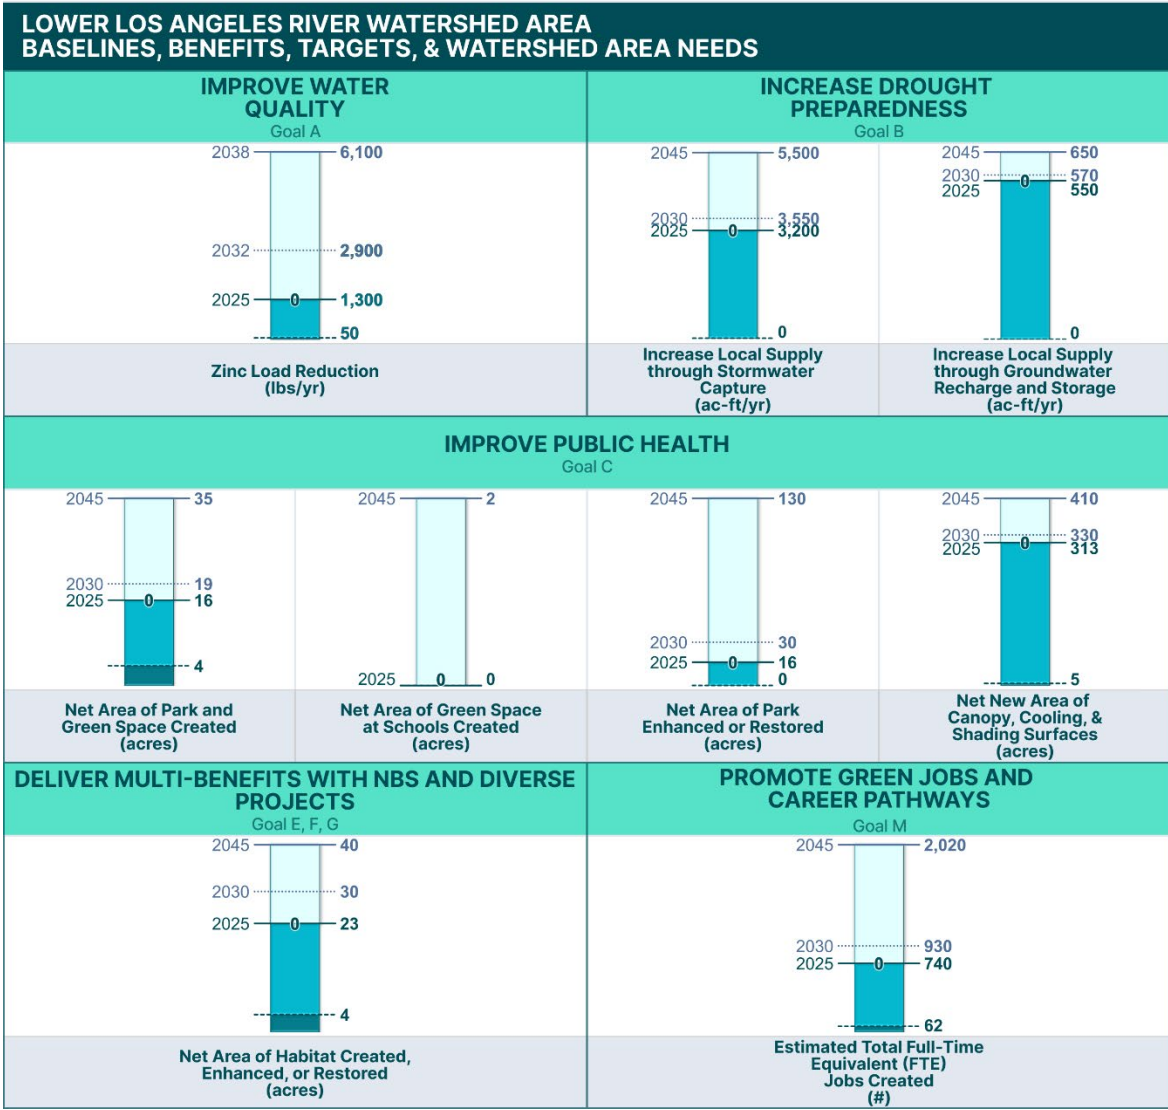 LOWER LOS ANGELES RIVER WATERSHED AREA
BASELINES, BENEFITS, TARGETS, & WATERSHED AREA NEEDS
IMPROVE WATER
QUALITY
Goal A
2038 6,100
2032 2,900
2025 0 1,300
50
Zinc Load Reduction
(lbs/yr)
INCREASE DROUGHT
PREPAREDNESS
Goal B
2045 5,500
2030 3,550
2025 0 3,200
0
Increase Local Supply
through Stormwater
Capture
(ac-ft/yr)
2045 650
2030 570
2025 0 550
0
Increase Local Supply
through Groundwater
Recharge and Storage
(ac-ft/yr)
IMPROVE PUBLIC HEALTH
Goal C
2045 35
2030 19
2025 0 16
4
Net Area of Park and
Green Space Created
(acres)
2045 2
2025 0 0
Net Area of Green Space
at Schools Created
(acres)
2045 130
2030 30
2025 0 16
0
Net Area of Park
Enhanced or Restored
(acres)
2045 410
2030 330
2025 0 313
5
Net New Area of
Canopy, Cooling, &
Shading Surfaces
(acres)
DELIVER MULTI-BENEFITS WITH NBS AND DIVERSE
PROJECTS
Goal E, F, G
2045 40
2030 30
2025 0 23
4
Net Area of Habitat Created,
Enhanced, or Restored
(acres)
PROMOTE GREEN JOBS AND
CAREER PATHWAYS
Goal M
2045 2,020
2030 930
2025 0 740
62
Estimated Total Full-Time
Equivalent (FTE)
Jobs Created
(#)